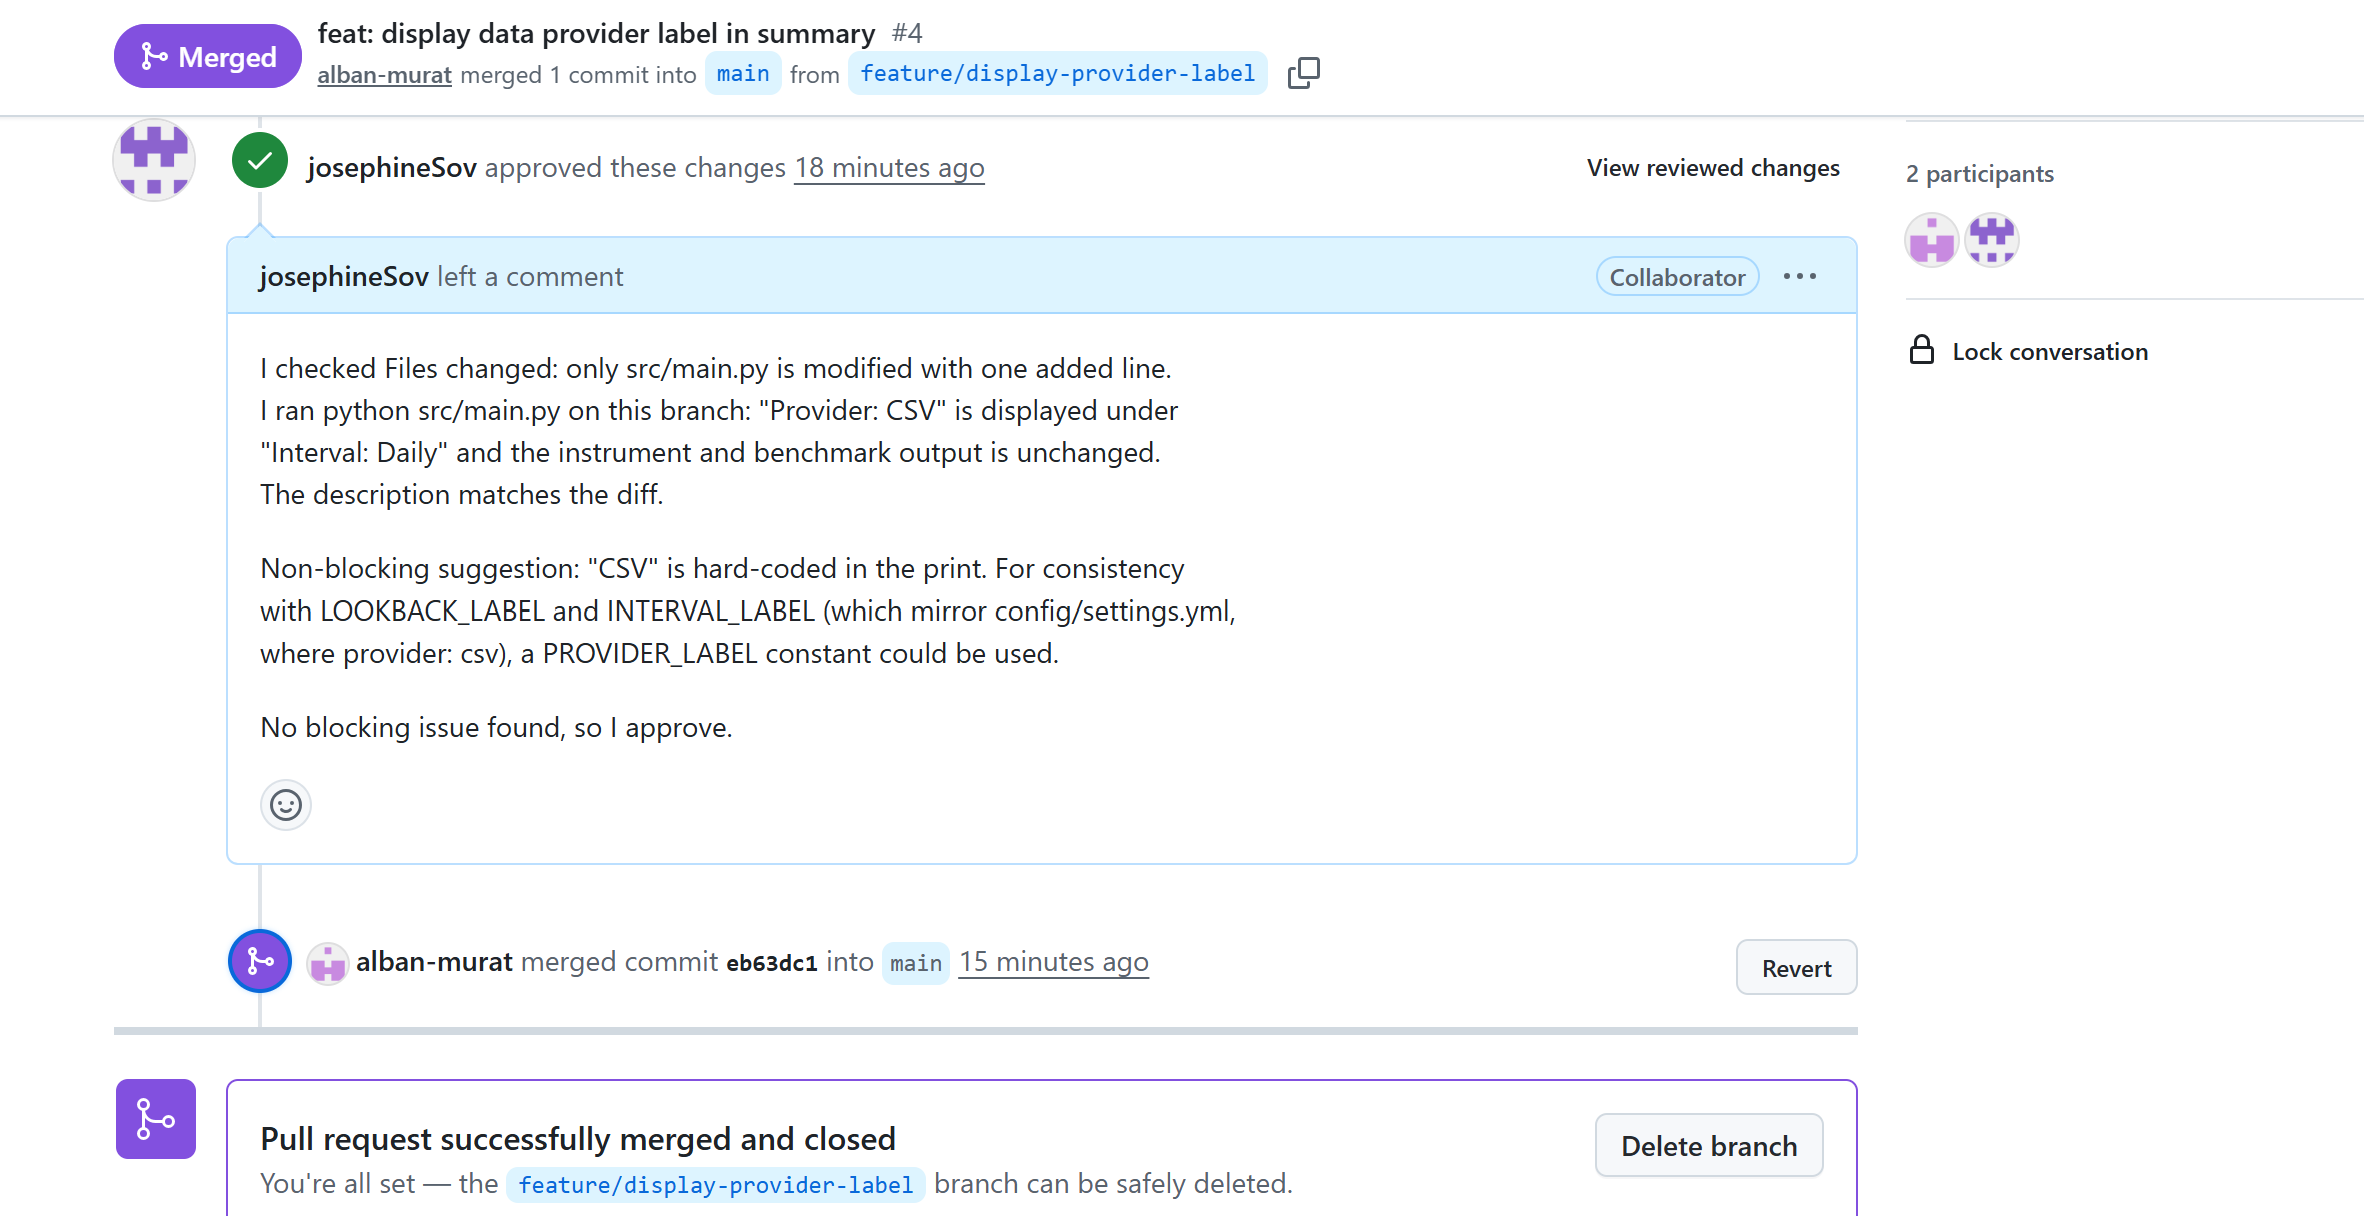 Merged
feat: display data provider label in summary #4
alban-murat merged 1 commit into main from feature/display-provider-label
josephineSov approved these changes 18 minutes ago
View reviewed changes
josephineSov left a comment
Collaborator
I checked Files changed: only src/main.py is modified with one added line.
I ran python src/main.py on this branch: "Provider: CSV" is displayed under
"Interval: Daily" and the instrument and benchmark output is unchanged.
The description matches the diff.
Non-blocking suggestion: "CSV" is hard-coded in the print. For consistency
with LOOKBACK_LABEL and INTERVAL_LABEL (which mirror config/settings.yml,
where provider: csv), a PROVIDER_LABEL constant could be used.
No blocking issue found, so I approve.
alban-murat merged commit eb63dc1 into main 15 minutes ago
Revert
Pull request successfully merged and closed
You're all set — the feature/display-provider-label branch can be safely deleted.
Delete branch
2 participants
Lock conversation